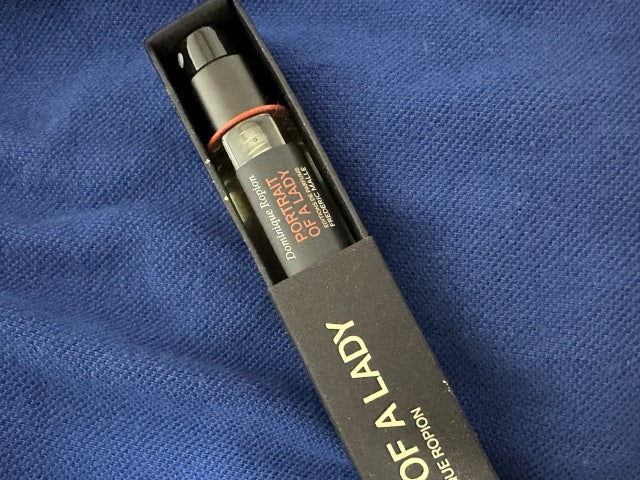 Dominique Ropion
PORTRAIT
OF A LADY
EDITIONS DE PARFUMS
FREDERIC MALLE
OF A LADY
QUE ROPION